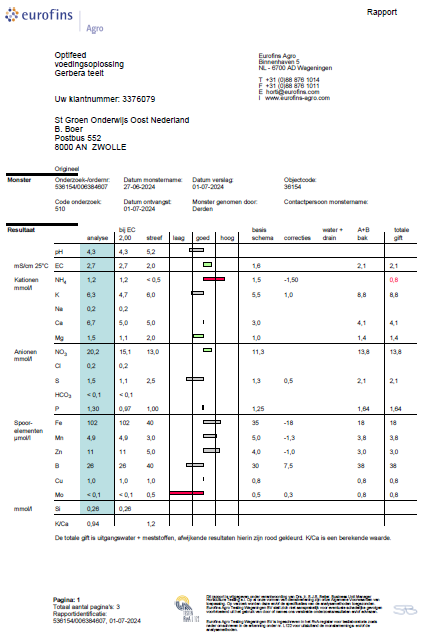 eurofins
Agro
Rapport
Optifeed
voedingsoplossing
Gerbera teelt
Uw klantnummer: 3376079
St Groen Onderwijs Oost Nederland
B. Boer
Postbus 552
8000 AN ZWOLLE
Eurofins Agro
Binnenhaven 5
NL - 6700 AD Wageningen
T +31 (0)88 876 1014
F +31 (0)88 876 1011
E horti@eurofins.com
I www.eurofins-agro.com
Origineel
Monster Onderzoek-/ordernr: Datum monstername: Datum verslag: Objectcode:
536154/006384607 27-06-2024 01-07-2024 36154
Code onderzoek: Datum ontvangst: Monster genomen door: Contactpersoon monstername:
510 01-07-2024 Derden
Resultaat bij EC basis water + A+B totale
analyse 2,00 streef laag goed hoog schema correcties drain bak gift
pH 4,3 4,3 5,2
mS/cm 25°C EC 2,7 2,0 2,0 1,6 2,1 2,1
Kationen NH₄ 1,2 1,2 < 0,5 1,5 -1,50 0,6
mmol/l
K 6,3 4,7 6,0 5,5 1,0 8,8 8,8
Na 0,2 0,2
Ca 6,7 5,0 5,0 3,0 4,1 4,1
Mg 1,5 1,1 2,0 1,0 1,4 1,4
Anionen NO₃ 20,2 15,1 13,0 11,3 13,8 13,8
mmol/l
Cl 0,2 0,2
S 1,5 1,1 2,5 1,3 0,5 2,1 2,1
HCO₃ < 0,1 < 0,1
P 1,30 0,97 1,00 1,25 1,64 1,64
Spoor- Fe 102 102 40 35 -18 18 18
elementen Mn 4,9 4,9 3,0 5,0 -1,3 3,8 3,8
µmol/l Zn 11 11 5,0 4,0 -1,0 3,0 3,0
B 26 26 40 30 7,5 38 38
Cu 1,0 1,0 1,0 0,8 0,8 0,8
Mo < 0,1 < 0,1 0,5 0,5 0,3 0,8 0,8
mmol/l Si 0,26 0,26
K/Ca 0,94 1,2
De totale gift is uitgangswater + meststoffen, afwijkende resultaten hierin zijn rood gekleurd. K/Ca is een berekende waarde.
Pagina: 1
Totaal aantal pagina's: 3
Rapportidentificatie:
536154/006384607, 01-07-2024